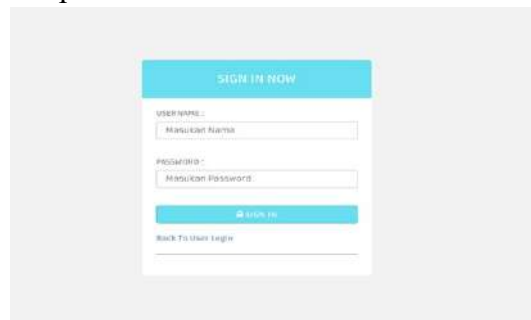 SIGN IN NOW
USER NAME :
Masukan Nama
PASSWORD :
Masukan Password
SIGN IN
Back To User Login